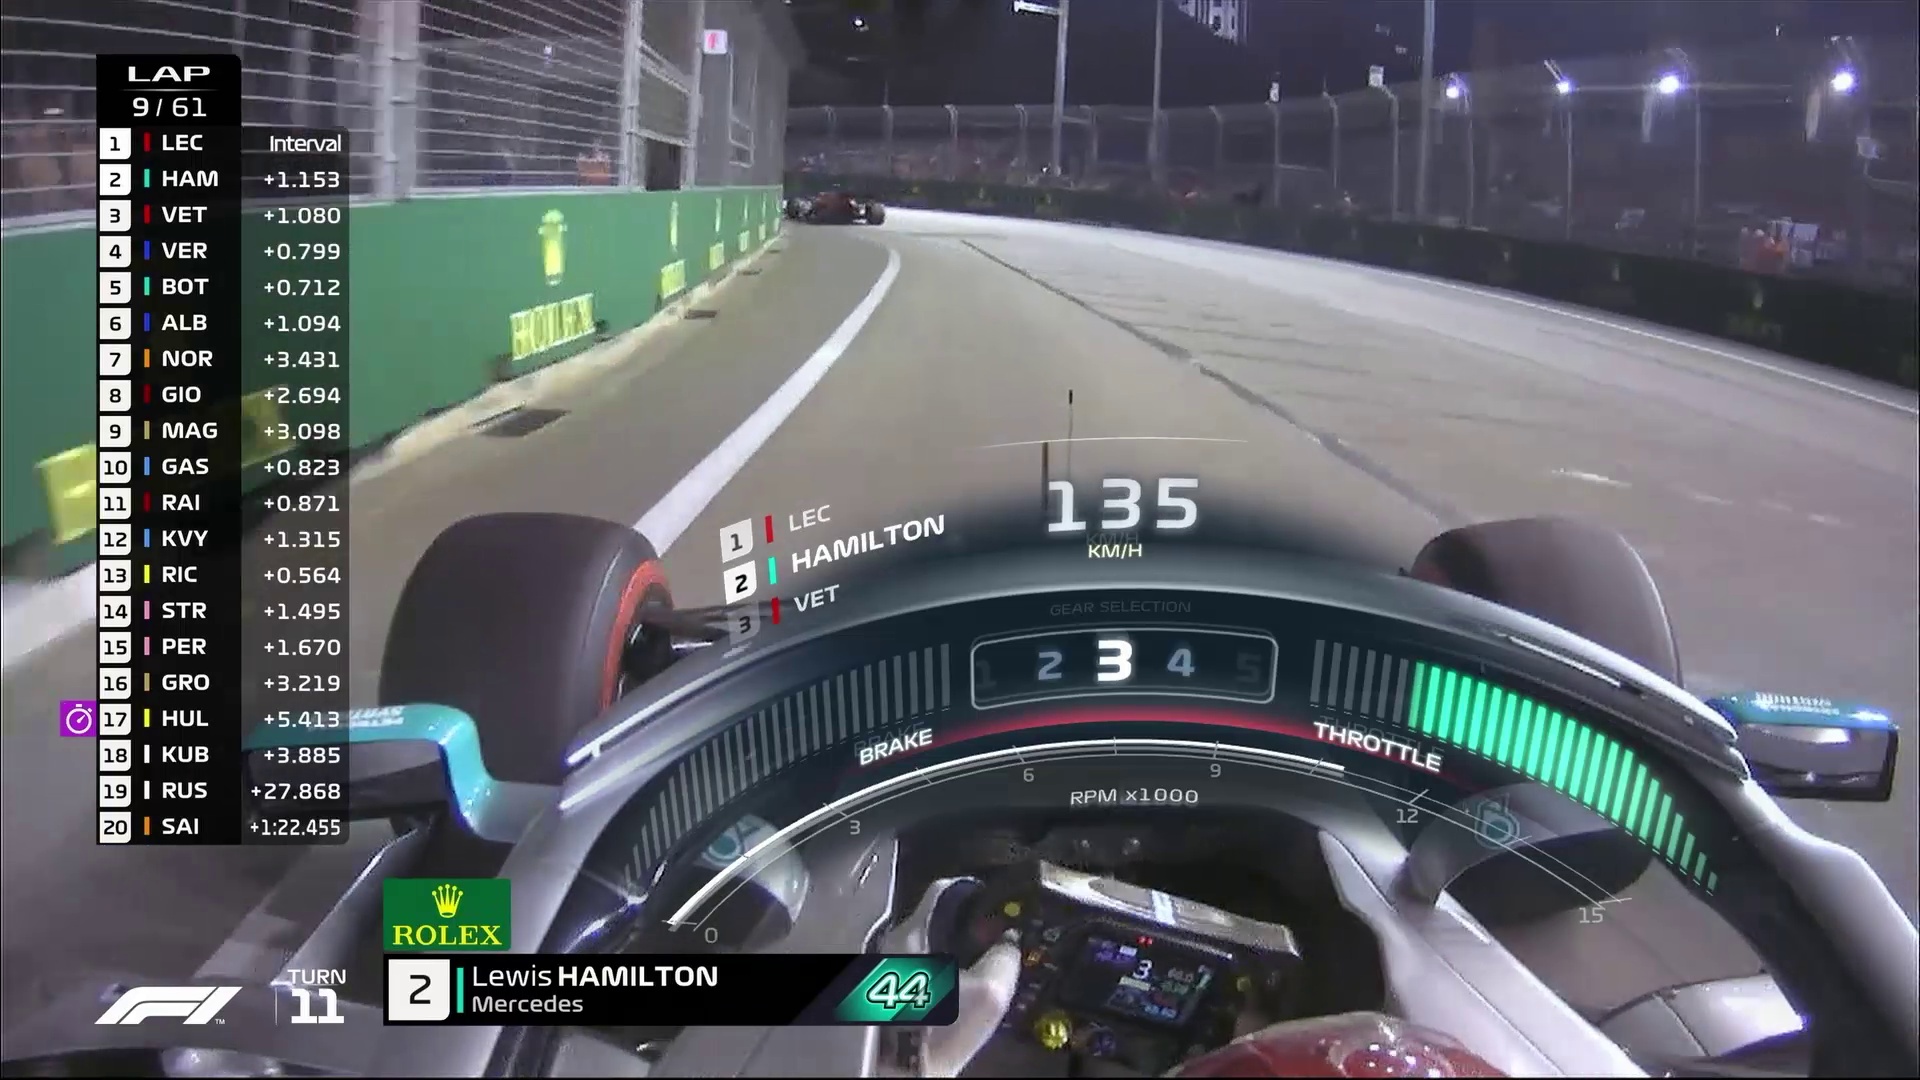 LAP
9 / 61
Interval
1 LEC
2 HAM +1.153
3 VET +1.080
4 VER +0.799
5 BOT +0.712
6 ALB +1.094
7 NOR +3.431
8 GIO +2.694
9 MAG +3.098
10 GAS +0.823
11 RAI +0.871
12 KVY +1.315
13 RIC +0.564
14 STR +1.495
15 PER +1.670
16 GRO +3.219
17 HUL +5.413
18 KUB +3.885
19 RUS +27.868
20 SAI +1:22.455
ROLEX
1 LEC
2 HAMILTON
3 VET
135
KM/H
GEAR SELECTION
1 2 3 4 5
BRAKE
THROTTLE
0 3 6 9 12 15
RPM x1000
3
ROLEX
F1
TURN
11
2 Lewis HAMILTON
Mercedes
44